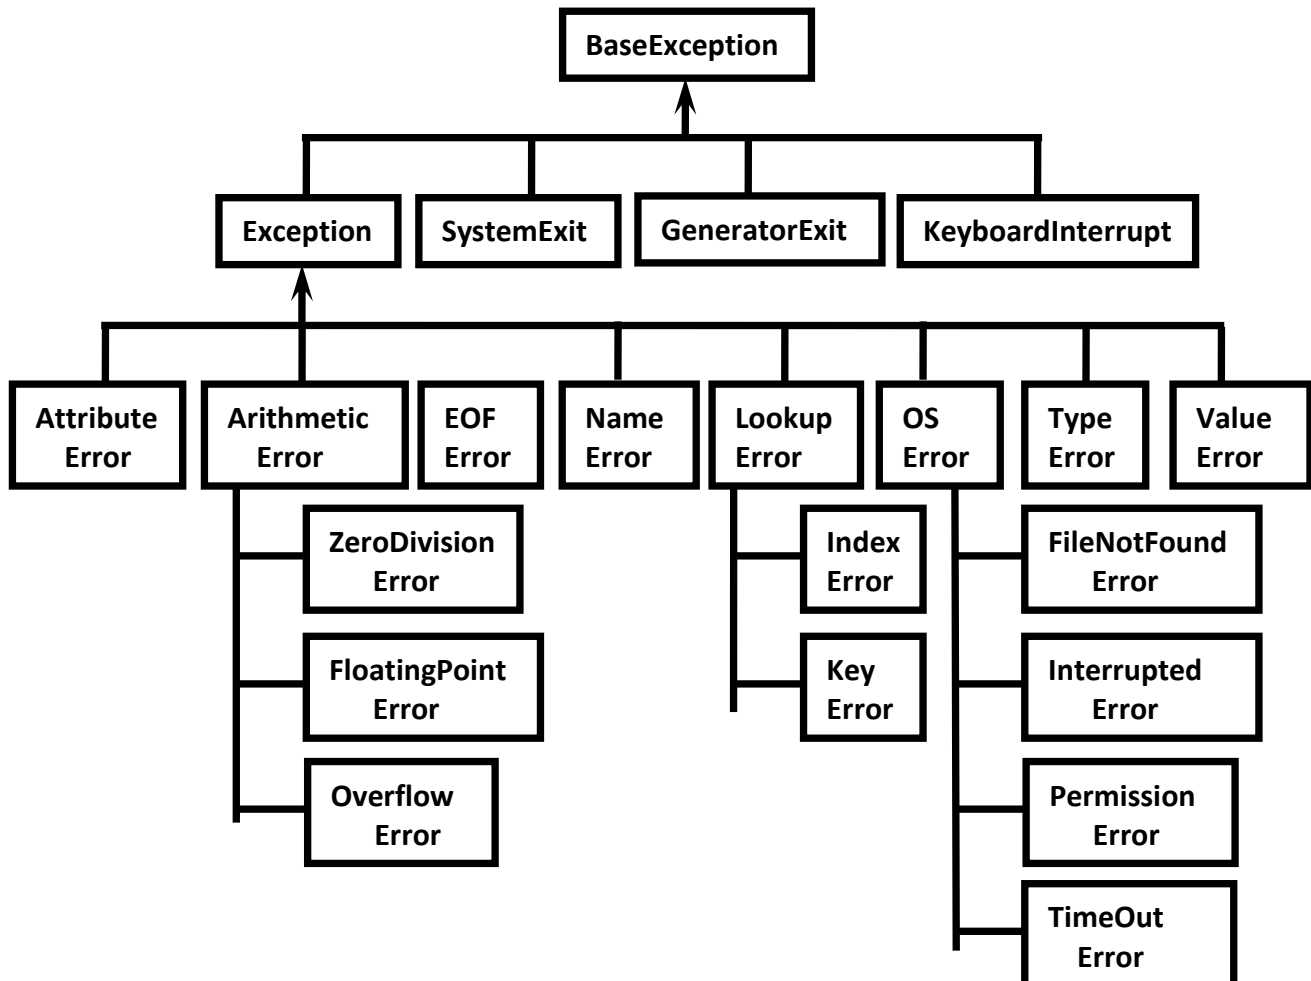 BaseException
Exception
SystemExit
GeneratorExit
KeyboardInterrupt
Attribute
Error
Arithmetic
Error
EOF
Error
Name
Error
Lookup
Error
OS
Error
Type
Error
Value
Error
ZeroDivision
Error
FloatingPoint
Error
Overflow
Error
Index
Error
Key
Error
FileNotFound
Error
Interrupted
Error
Permission
Error
TimeOut
Error